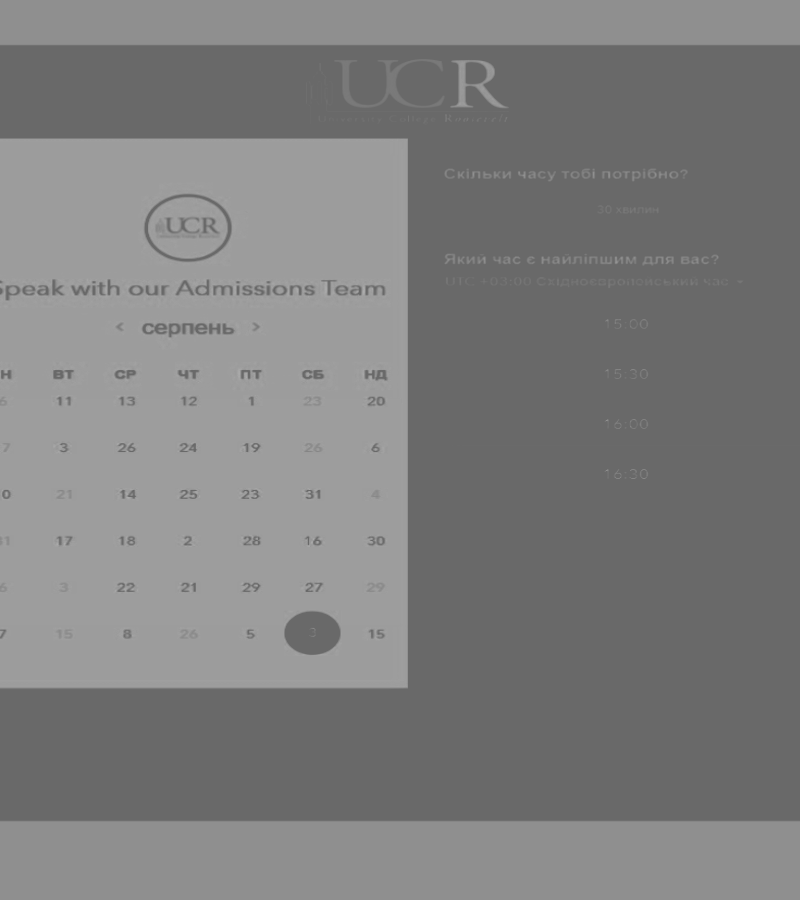 UCR
University College Roosevelt
UCR
Speak with our Admissions Team
< серпень >
Н ВТ СР ЧТ ПТ СБ НД
6 11 13 12 1 23 20
7 3 26 24 19 26 6
0 21 14 25 23 31 4
31 17 18 2 28 16 30
6 3 22 21 29 27 29
7 15 8 26 5 3 15
Скільки часу тобі потрібно?
30 хвилин
Який час є найліпшим для вас?
UTC +03:00 Східноєвропейський час
15:00
15:30
16:00
16:30